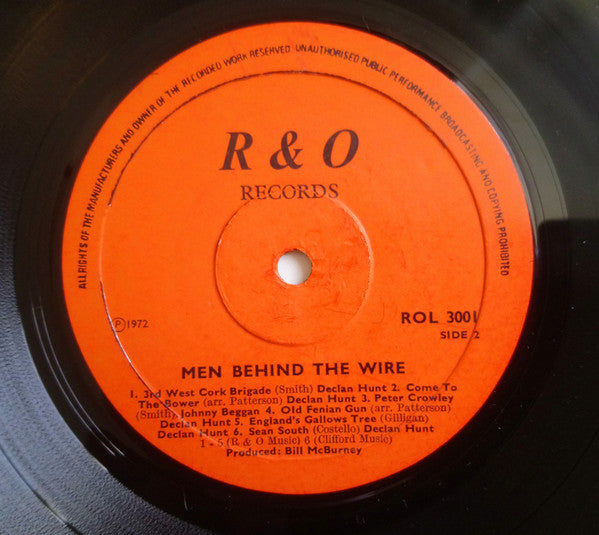 ALL RIGHTS OF THE MANUFACTURERS AND OWNER OF THE RECORDED WORK RESERVED. UNAUTHORISED PUBLIC PERFORMANCE BROADCASTING AND COPYING PROHIBITED
R & O
RECORDS
Ⓟ1972
ROL 3001
SIDE 2
MEN BEHIND THE WIRE
1. 3rd West Cork Brigade (Smith) Declan Hunt 2. Come To
The Bower (arr. Patterson) Declan Hunt 3. Peter Crowley
(Smith) Johnny Beggan 4. Old Fenian Gun (arr. Patterson)
Declan Hunt 5. England's Gallows Tree (Gilligan)
Declan Hunt 6. Sean South (Costello) Declan Hunt
1 - 5 (R & O Music) 6 (Clifford Music)
Produced: Bill McBurney